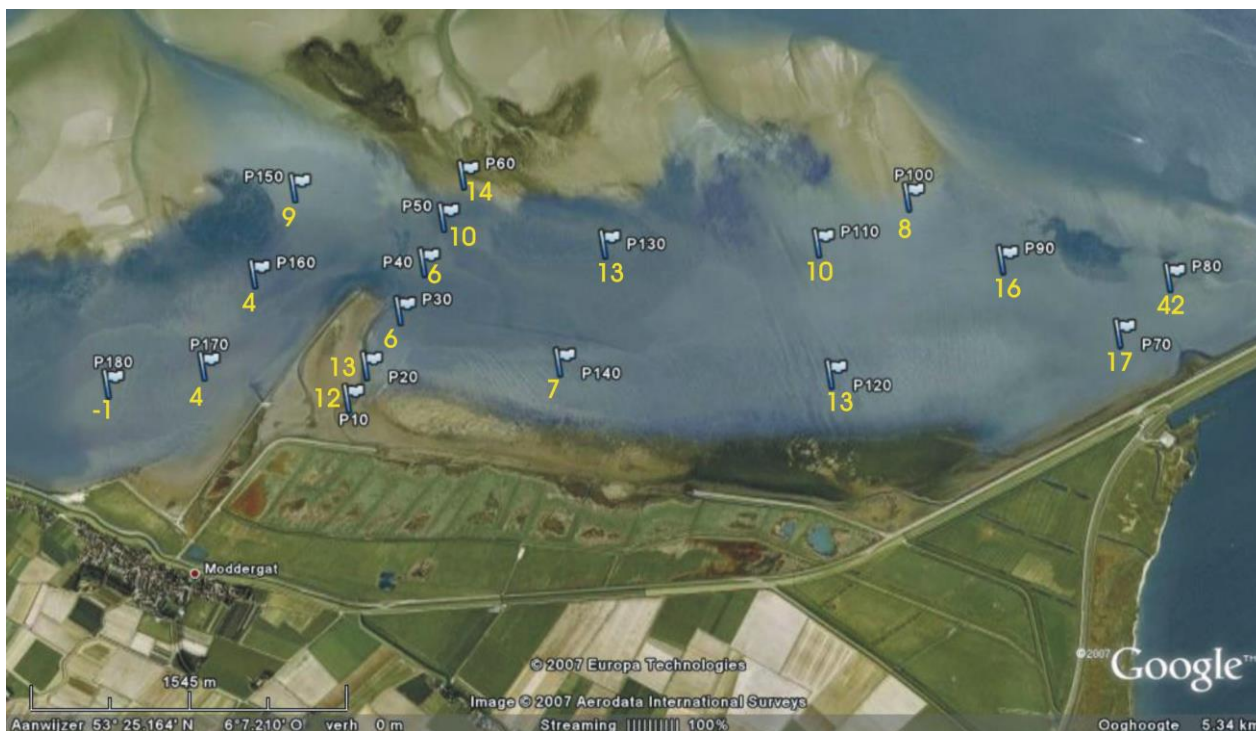 P60
14
P150
9
P50
10
P100
8
P40
6
P130
13
P110
10
P90
16
P80
42
P160
4
P30
6
P70
17
P180
-1
P170
4
13
P20
12
P10
P140
7
P120
13
Moddergat
© 2007 Europa Technologies
©2007 Google™
1545 m
Image © 2007 Aerodata International Surveys
Aanwijzer 53° 25.164' N 6°7.210' O verh 0 m Streaming |||||||||| 100% Ooghoogte 5.34 km